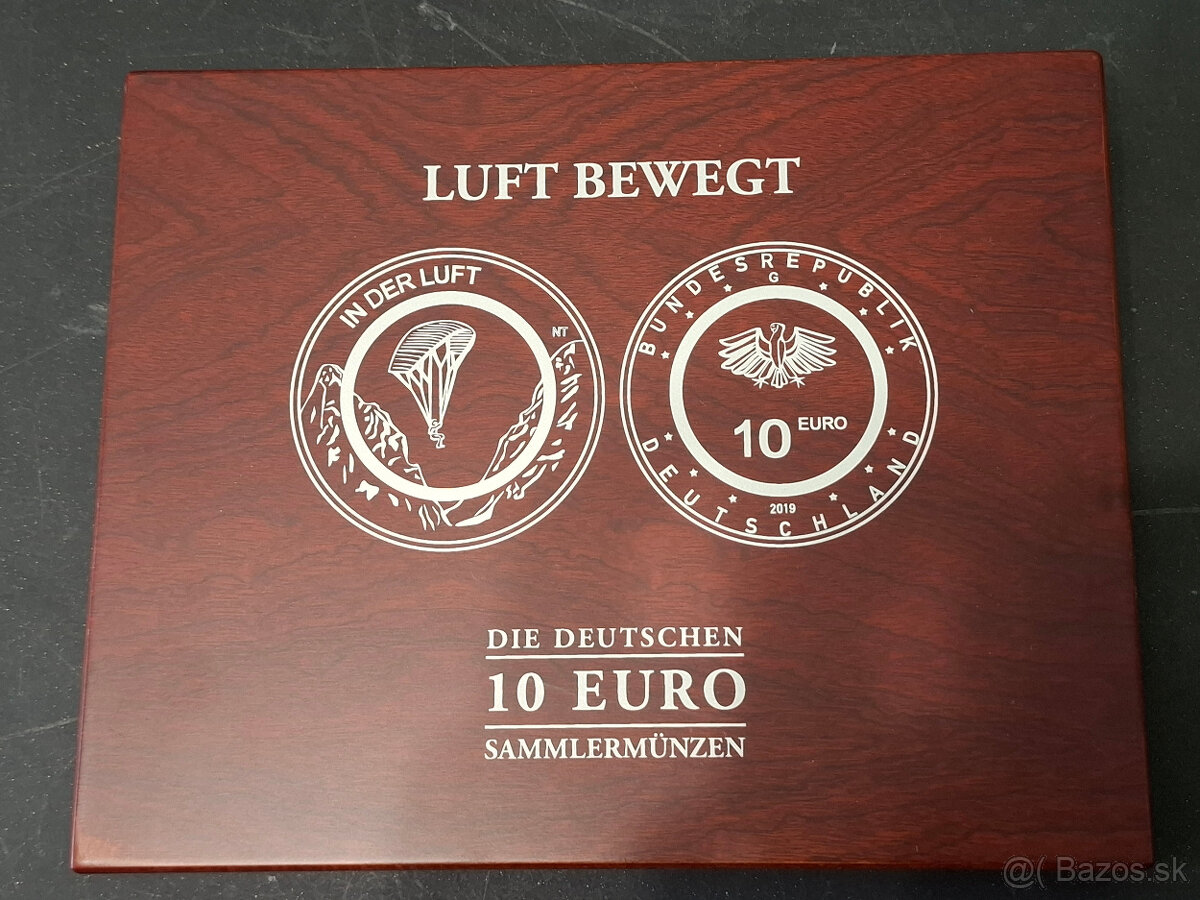 LUFT BEWEGT
IN DER LUFT
NT
BUNDESREPUBLIK
G
10 EURO
2019
DEUTSCHLAND
DIE DEUTSCHEN
10 EURO
SAMMLERMÜNZEN
@( Bazos.sk